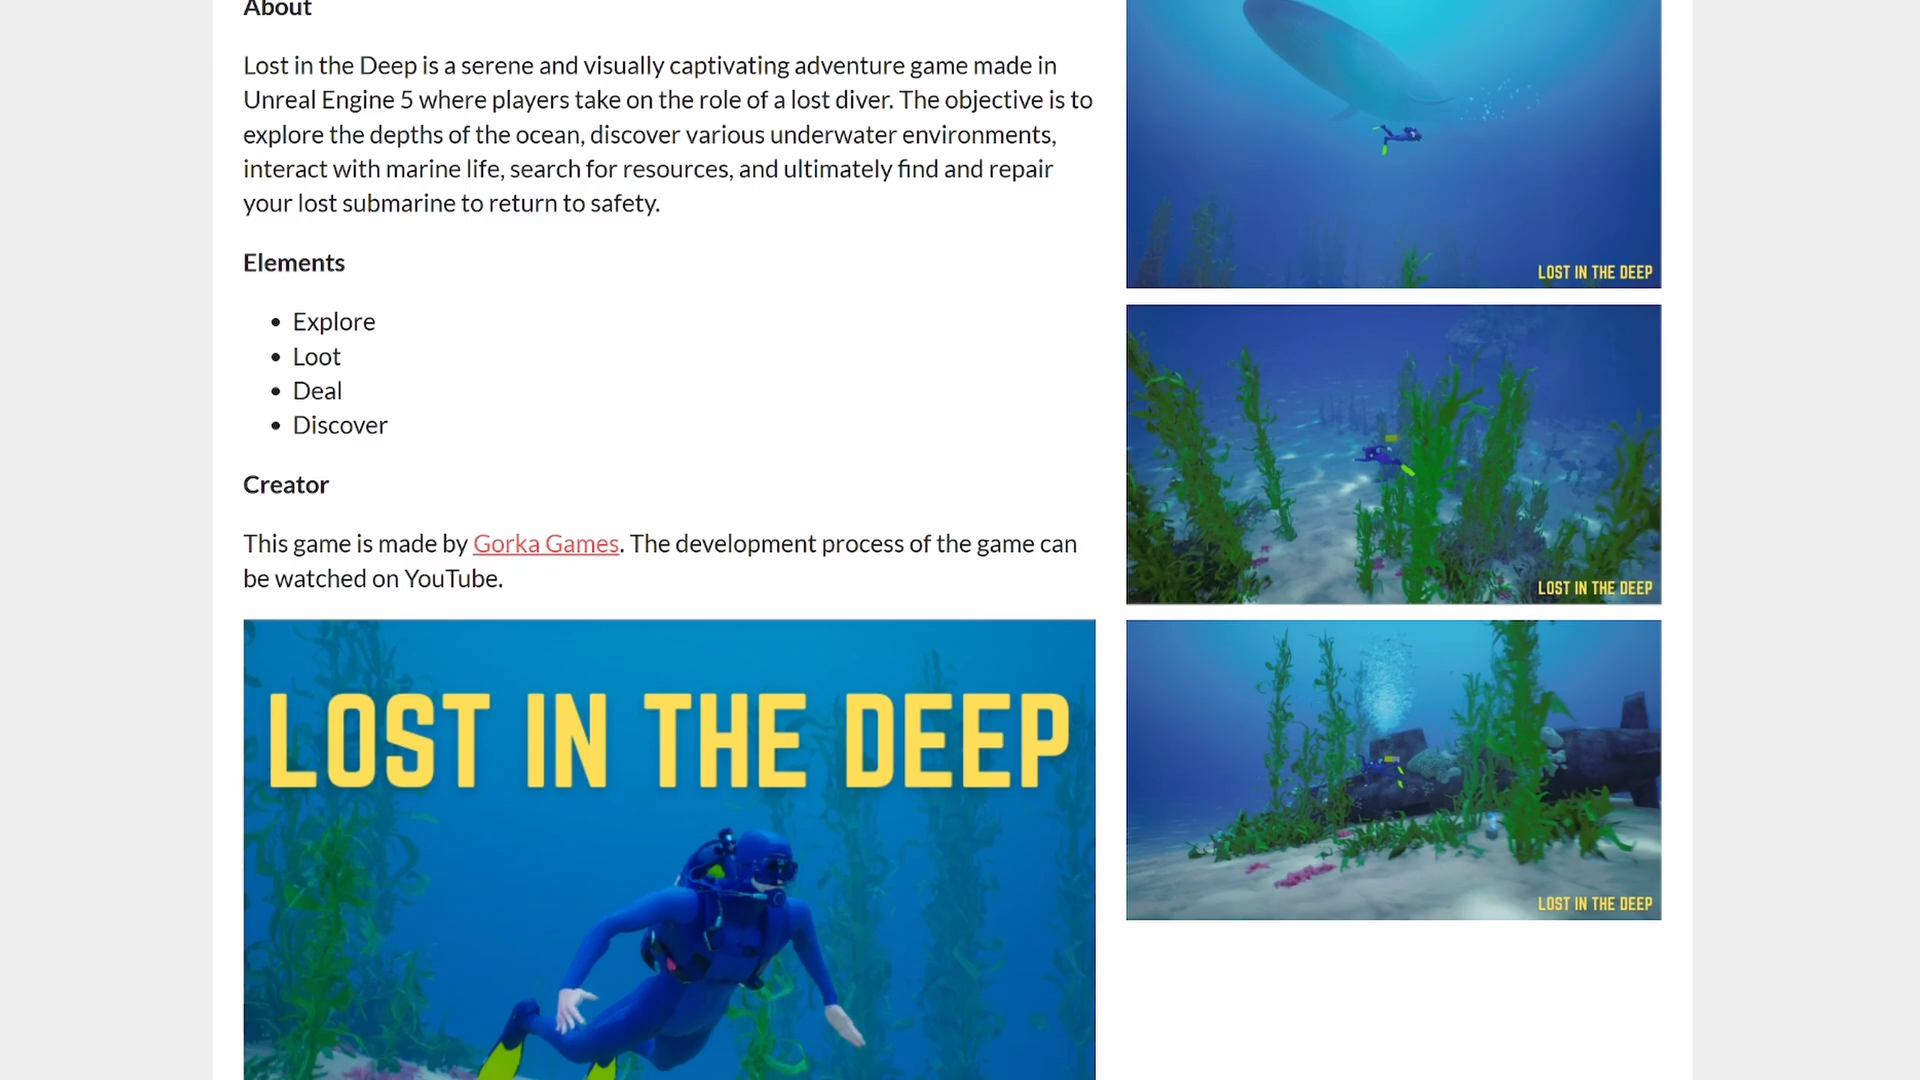 About
Lost in the Deep is a serene and visually captivating adventure game made in
Unreal Engine 5 where players take on the role of a lost diver. The objective is to
explore the depths of the ocean, discover various underwater environments,
interact with marine life, search for resources, and ultimately find and repair
your lost submarine to return to safety.
Elements
Explore
Loot
Deal
Discover
Creator
This game is made by Gorka Games. The development process of the game can
be watched on YouTube.
LOST IN THE DEEP
LOST IN THE DEEP
LOST IN THE DEEP
LOST IN THE DEEP